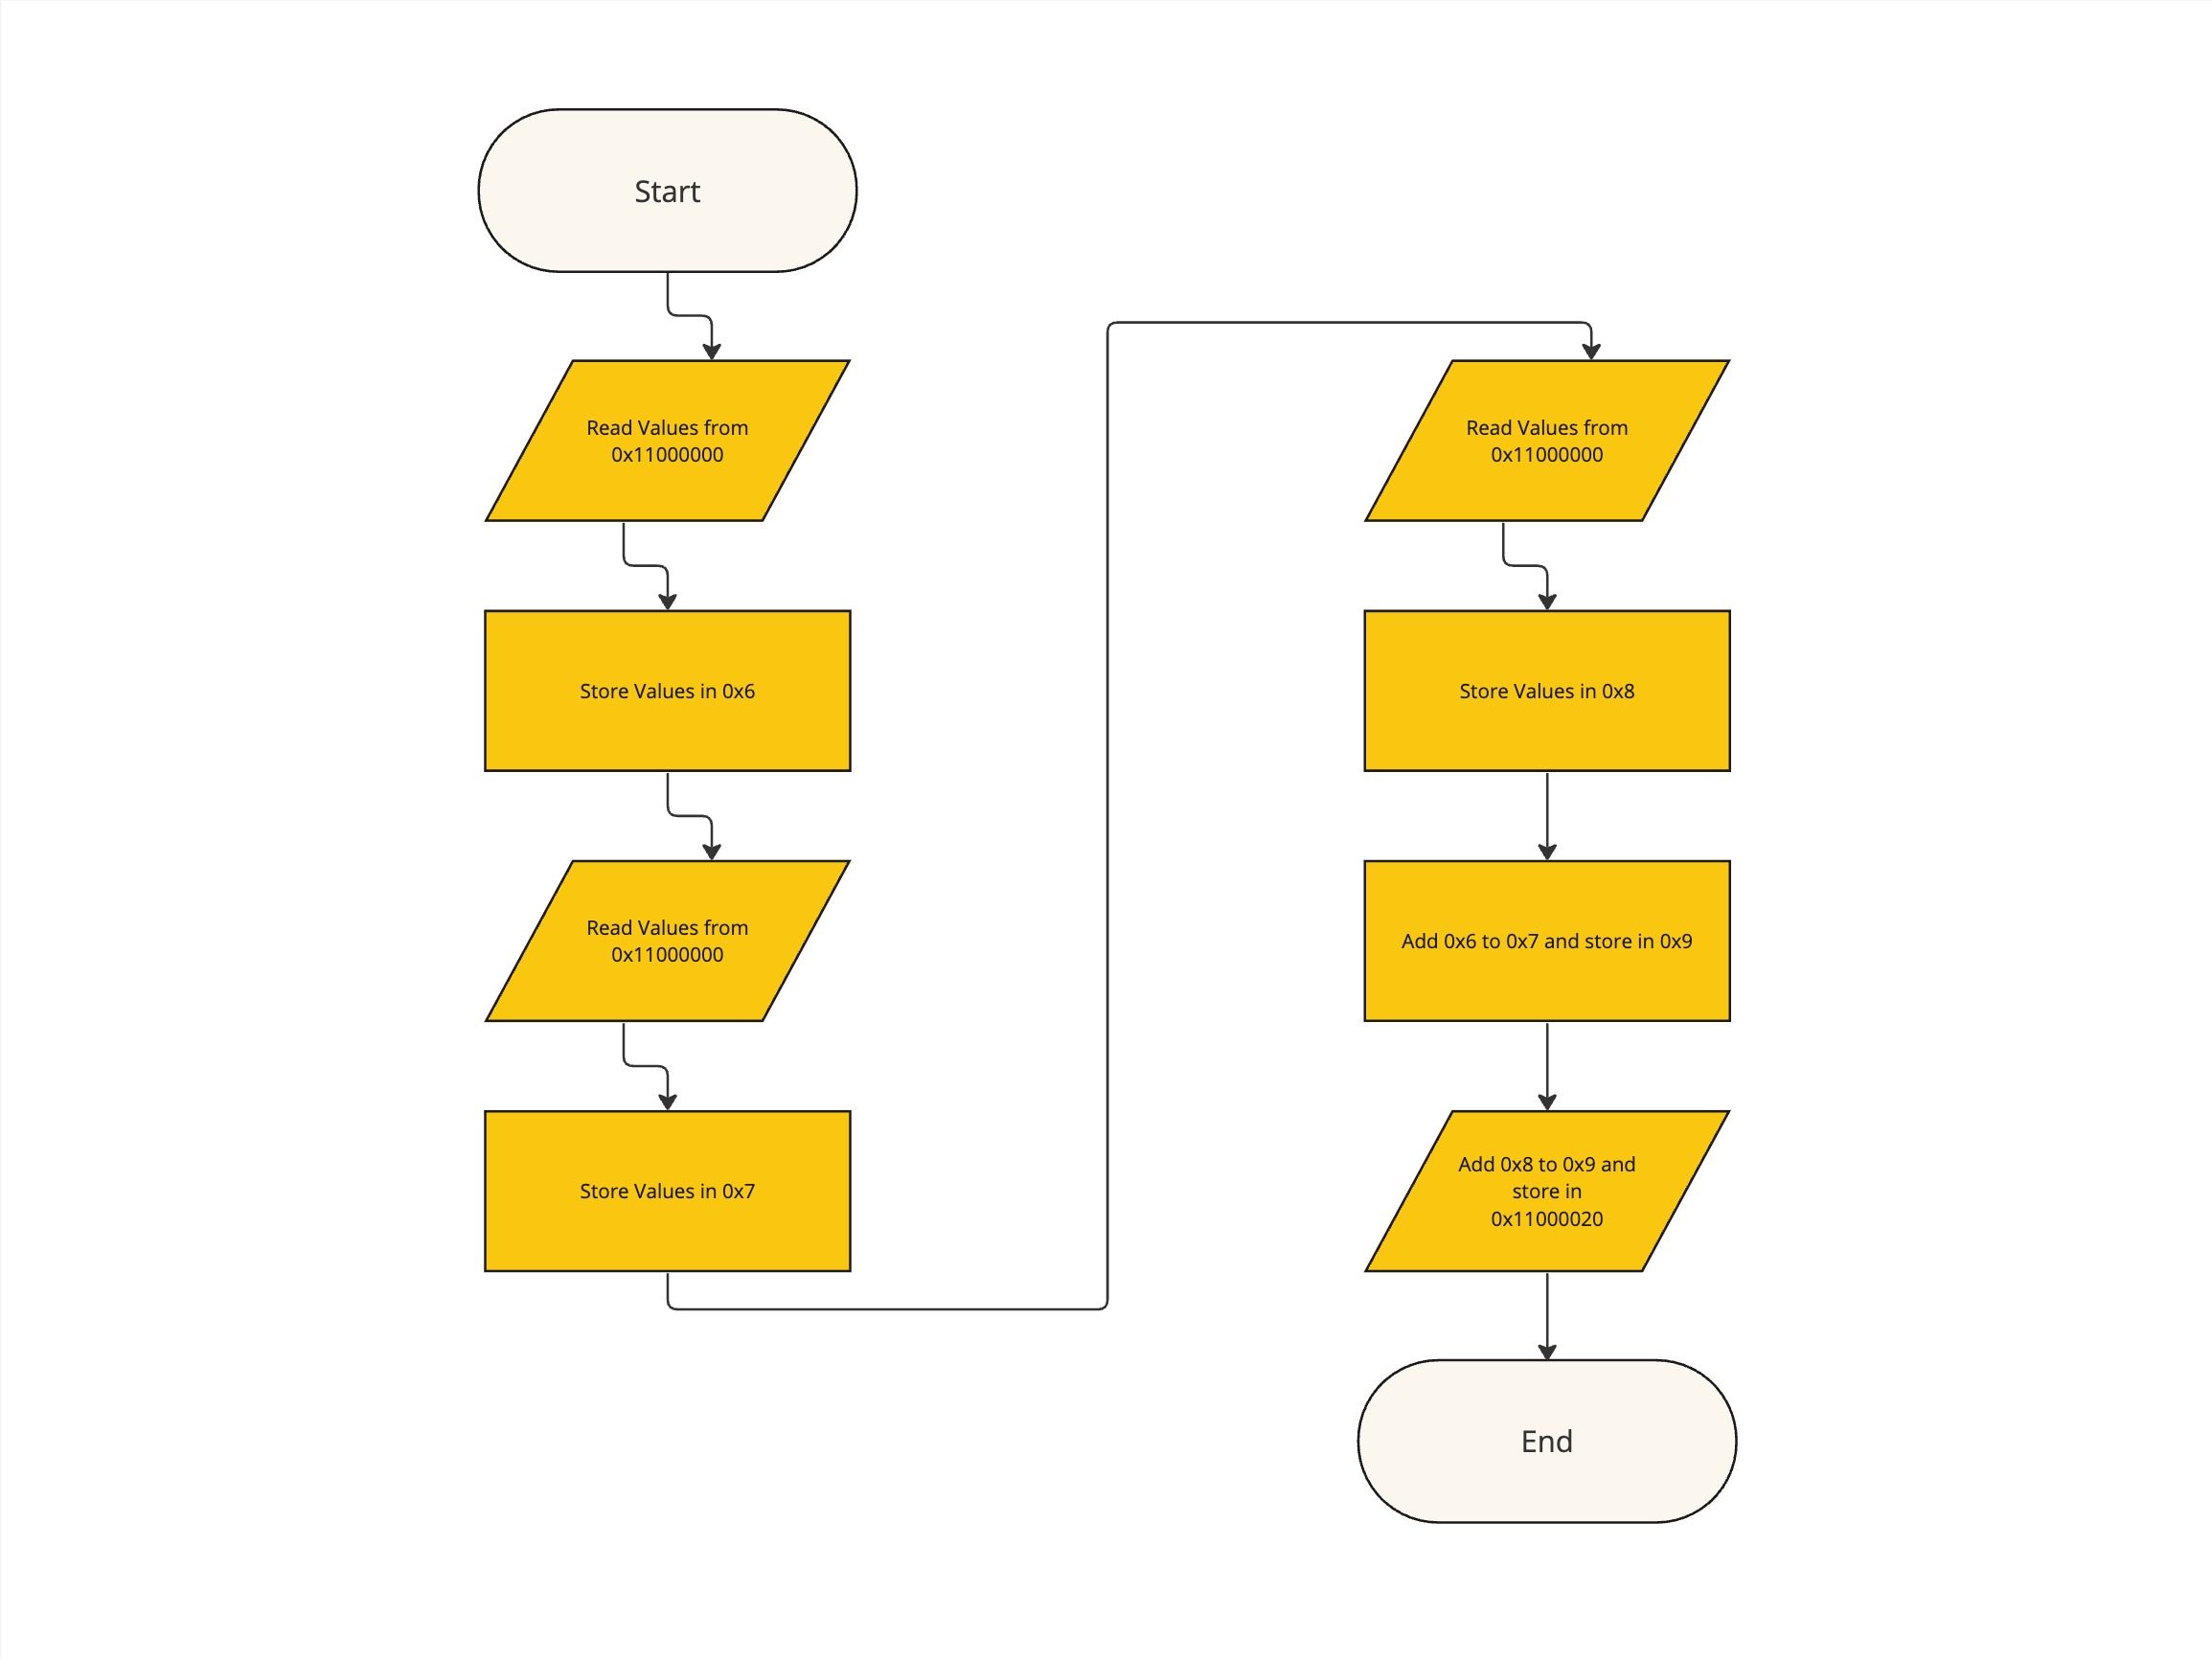 Start
Read Values from
0x11000000
Store Values in 0x6
Read Values from
0x11000000
Store Values in 0x7
Read Values from
0x11000000
Store Values in 0x8
Add 0x6 to 0x7 and store in 0x9
Add 0x8 to 0x9 and
store in
0x11000020
End